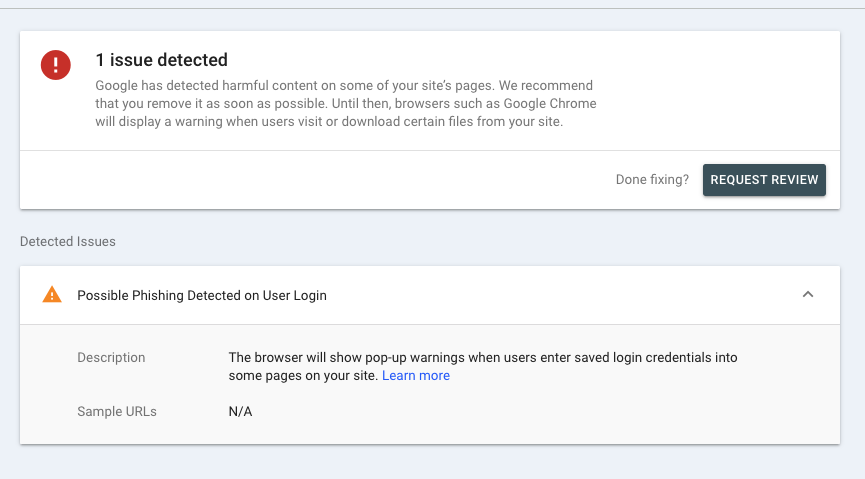 1 issue detected
Google has detected harmful content on some of your site's pages. We recommend
that you remove it as soon as possible. Until then, browsers such as Google Chrome
will display a warning when users visit or download certain files from your site.
Done fixing?
REQUEST REVIEW
Detected Issues
Possible Phishing Detected on User Login
Description
The browser will show pop-up warnings when users enter saved login credentials into
some pages on your site. Learn more
Sample URLs
N/A